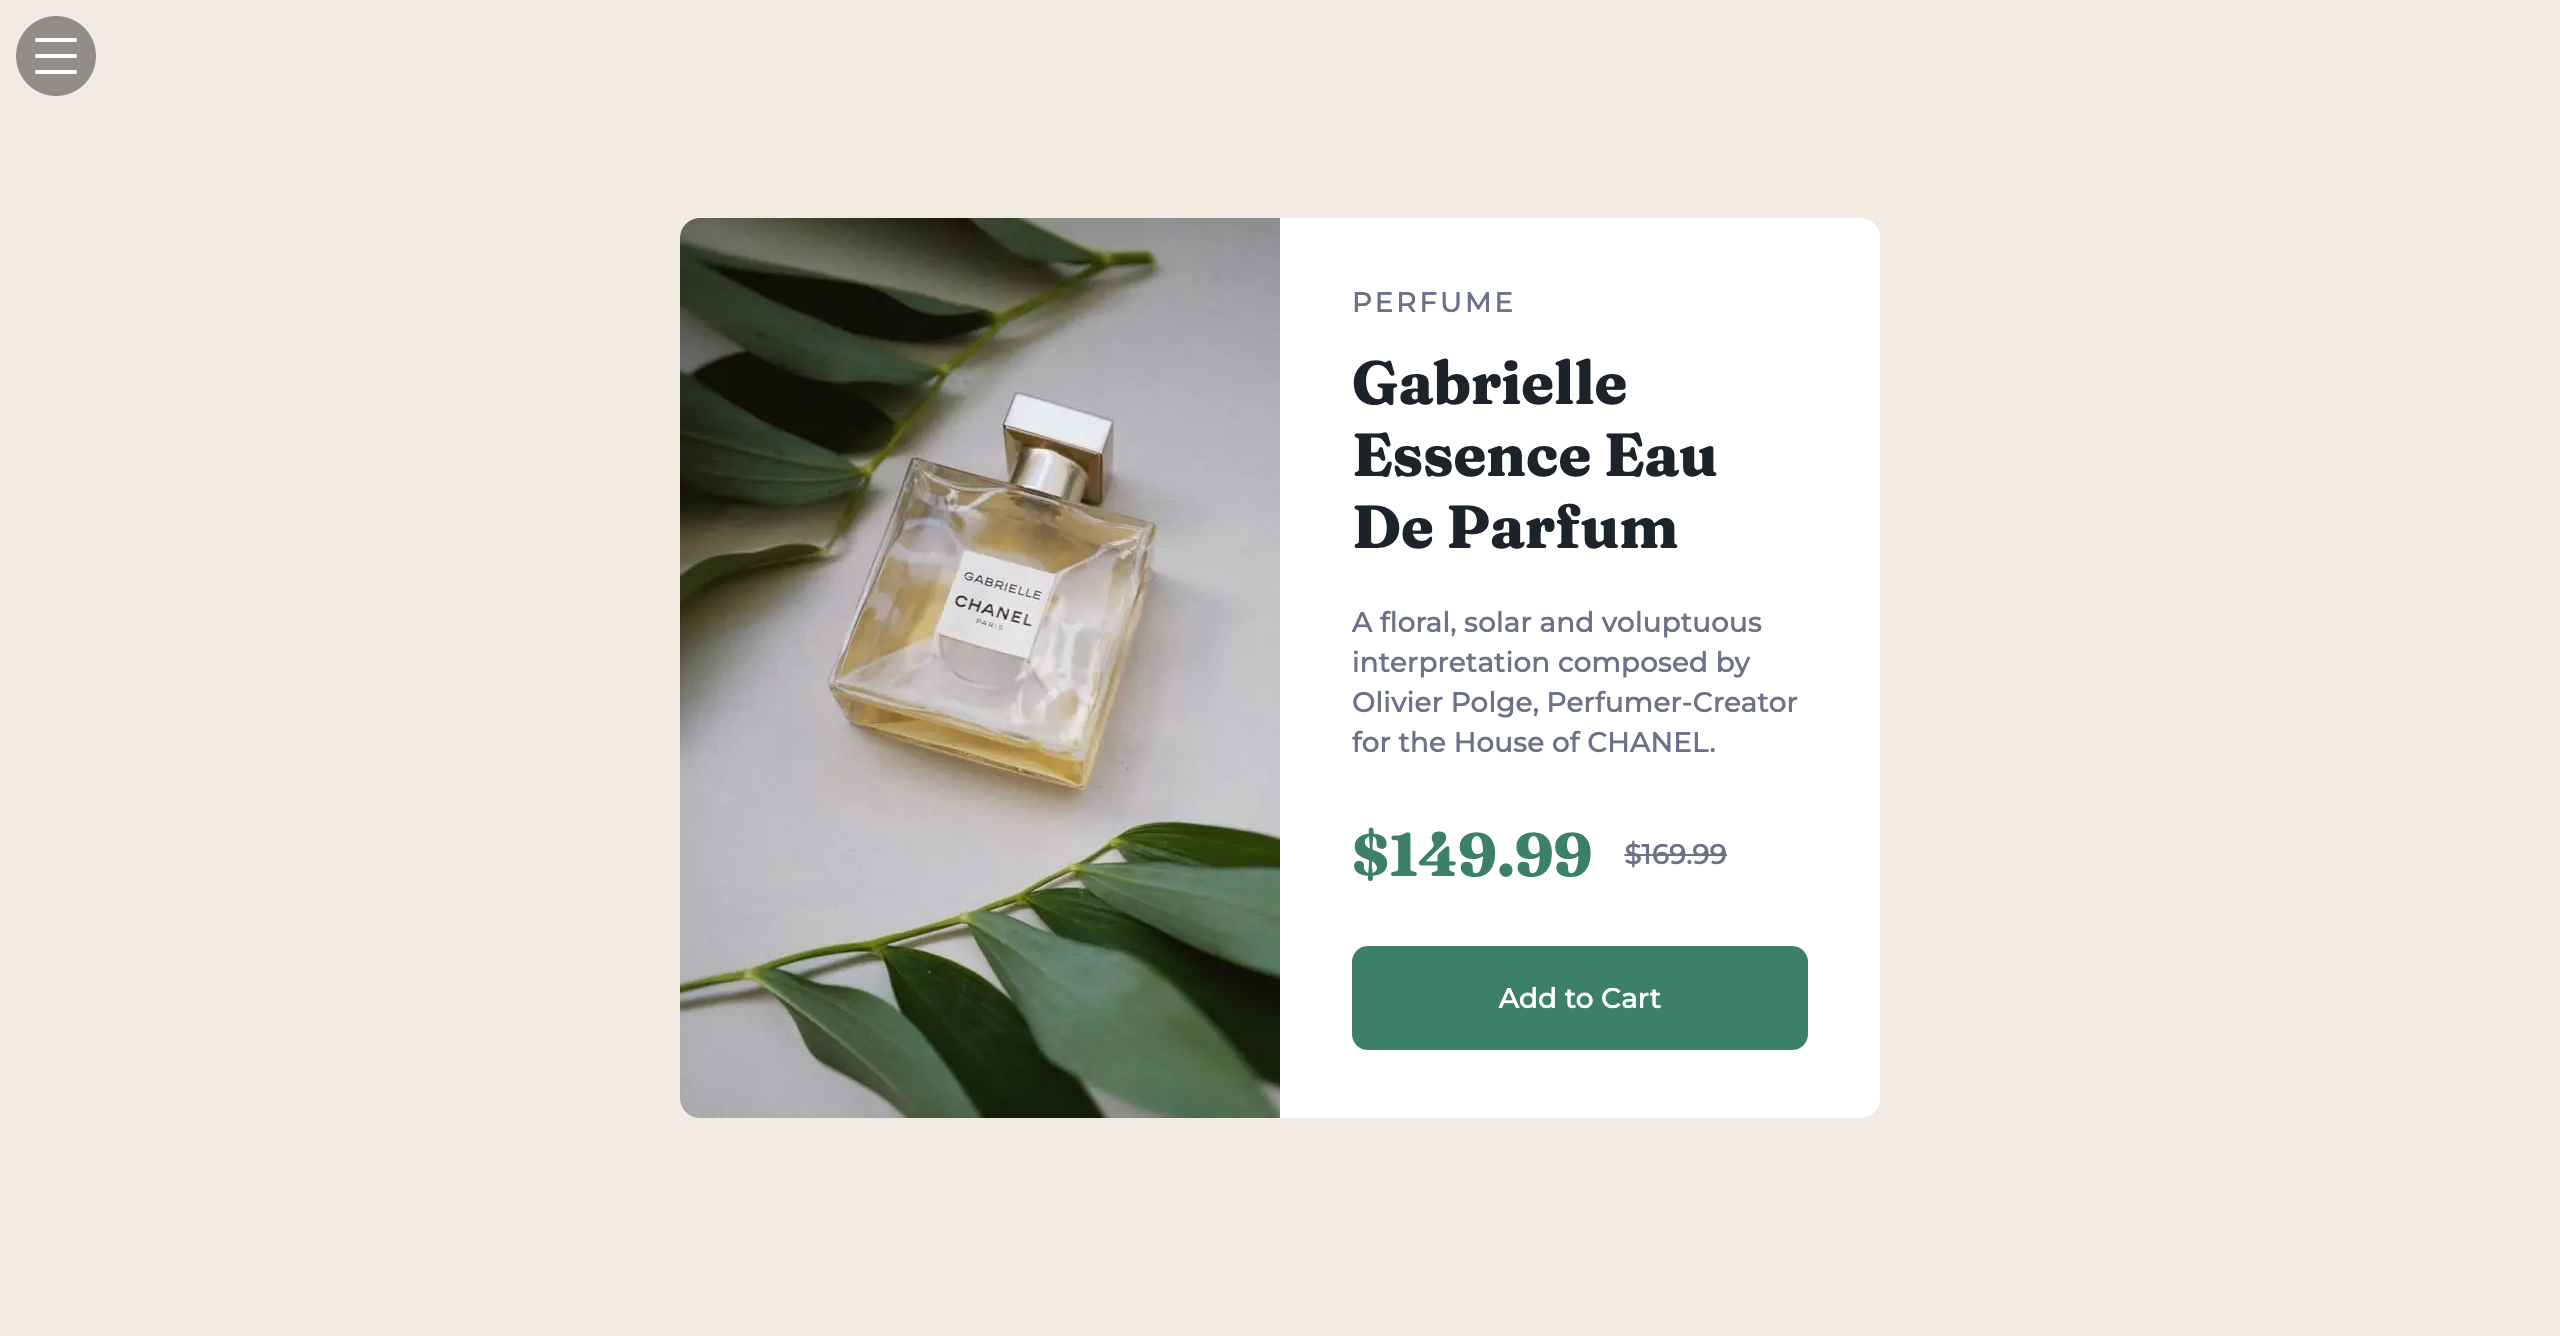 GABRIELLE
CHANEL
PARIS
PERFUME
Gabrielle
Essence Eau
De Parfum
A floral, solar and voluptuous
interpretation composed by
Olivier Polge, Perfumer-Creator
for the House of CHANEL.
$149.99 $169.99
Add to Cart